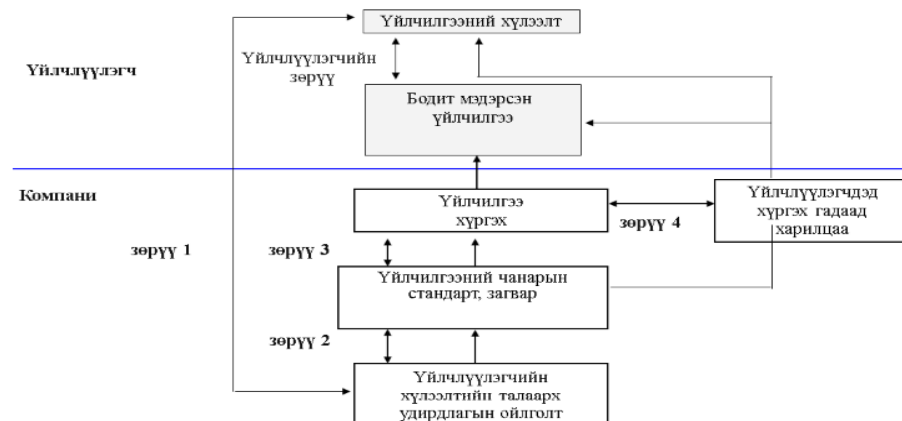 Үйлчилгээний хүлээлт
Үйлчлүүлэгчийн
зөрүү
Үйлчлүүлэгч
Бодит мэдэрсэн
үйлчилгээ
Компани
Үйлчилгээ
хүргэх
зөрүү 4
Үйлчлүүлэгчдэд
хүргэх гадаад
харилцаа
зөрүү 1
зөрүү 3
Үйлчилгээний чанарын
стандарт, загвар
зөрүү 2
Үйлчлүүлэгчийн
хүлээлтийн талаарх
удирдлагын ойлголт